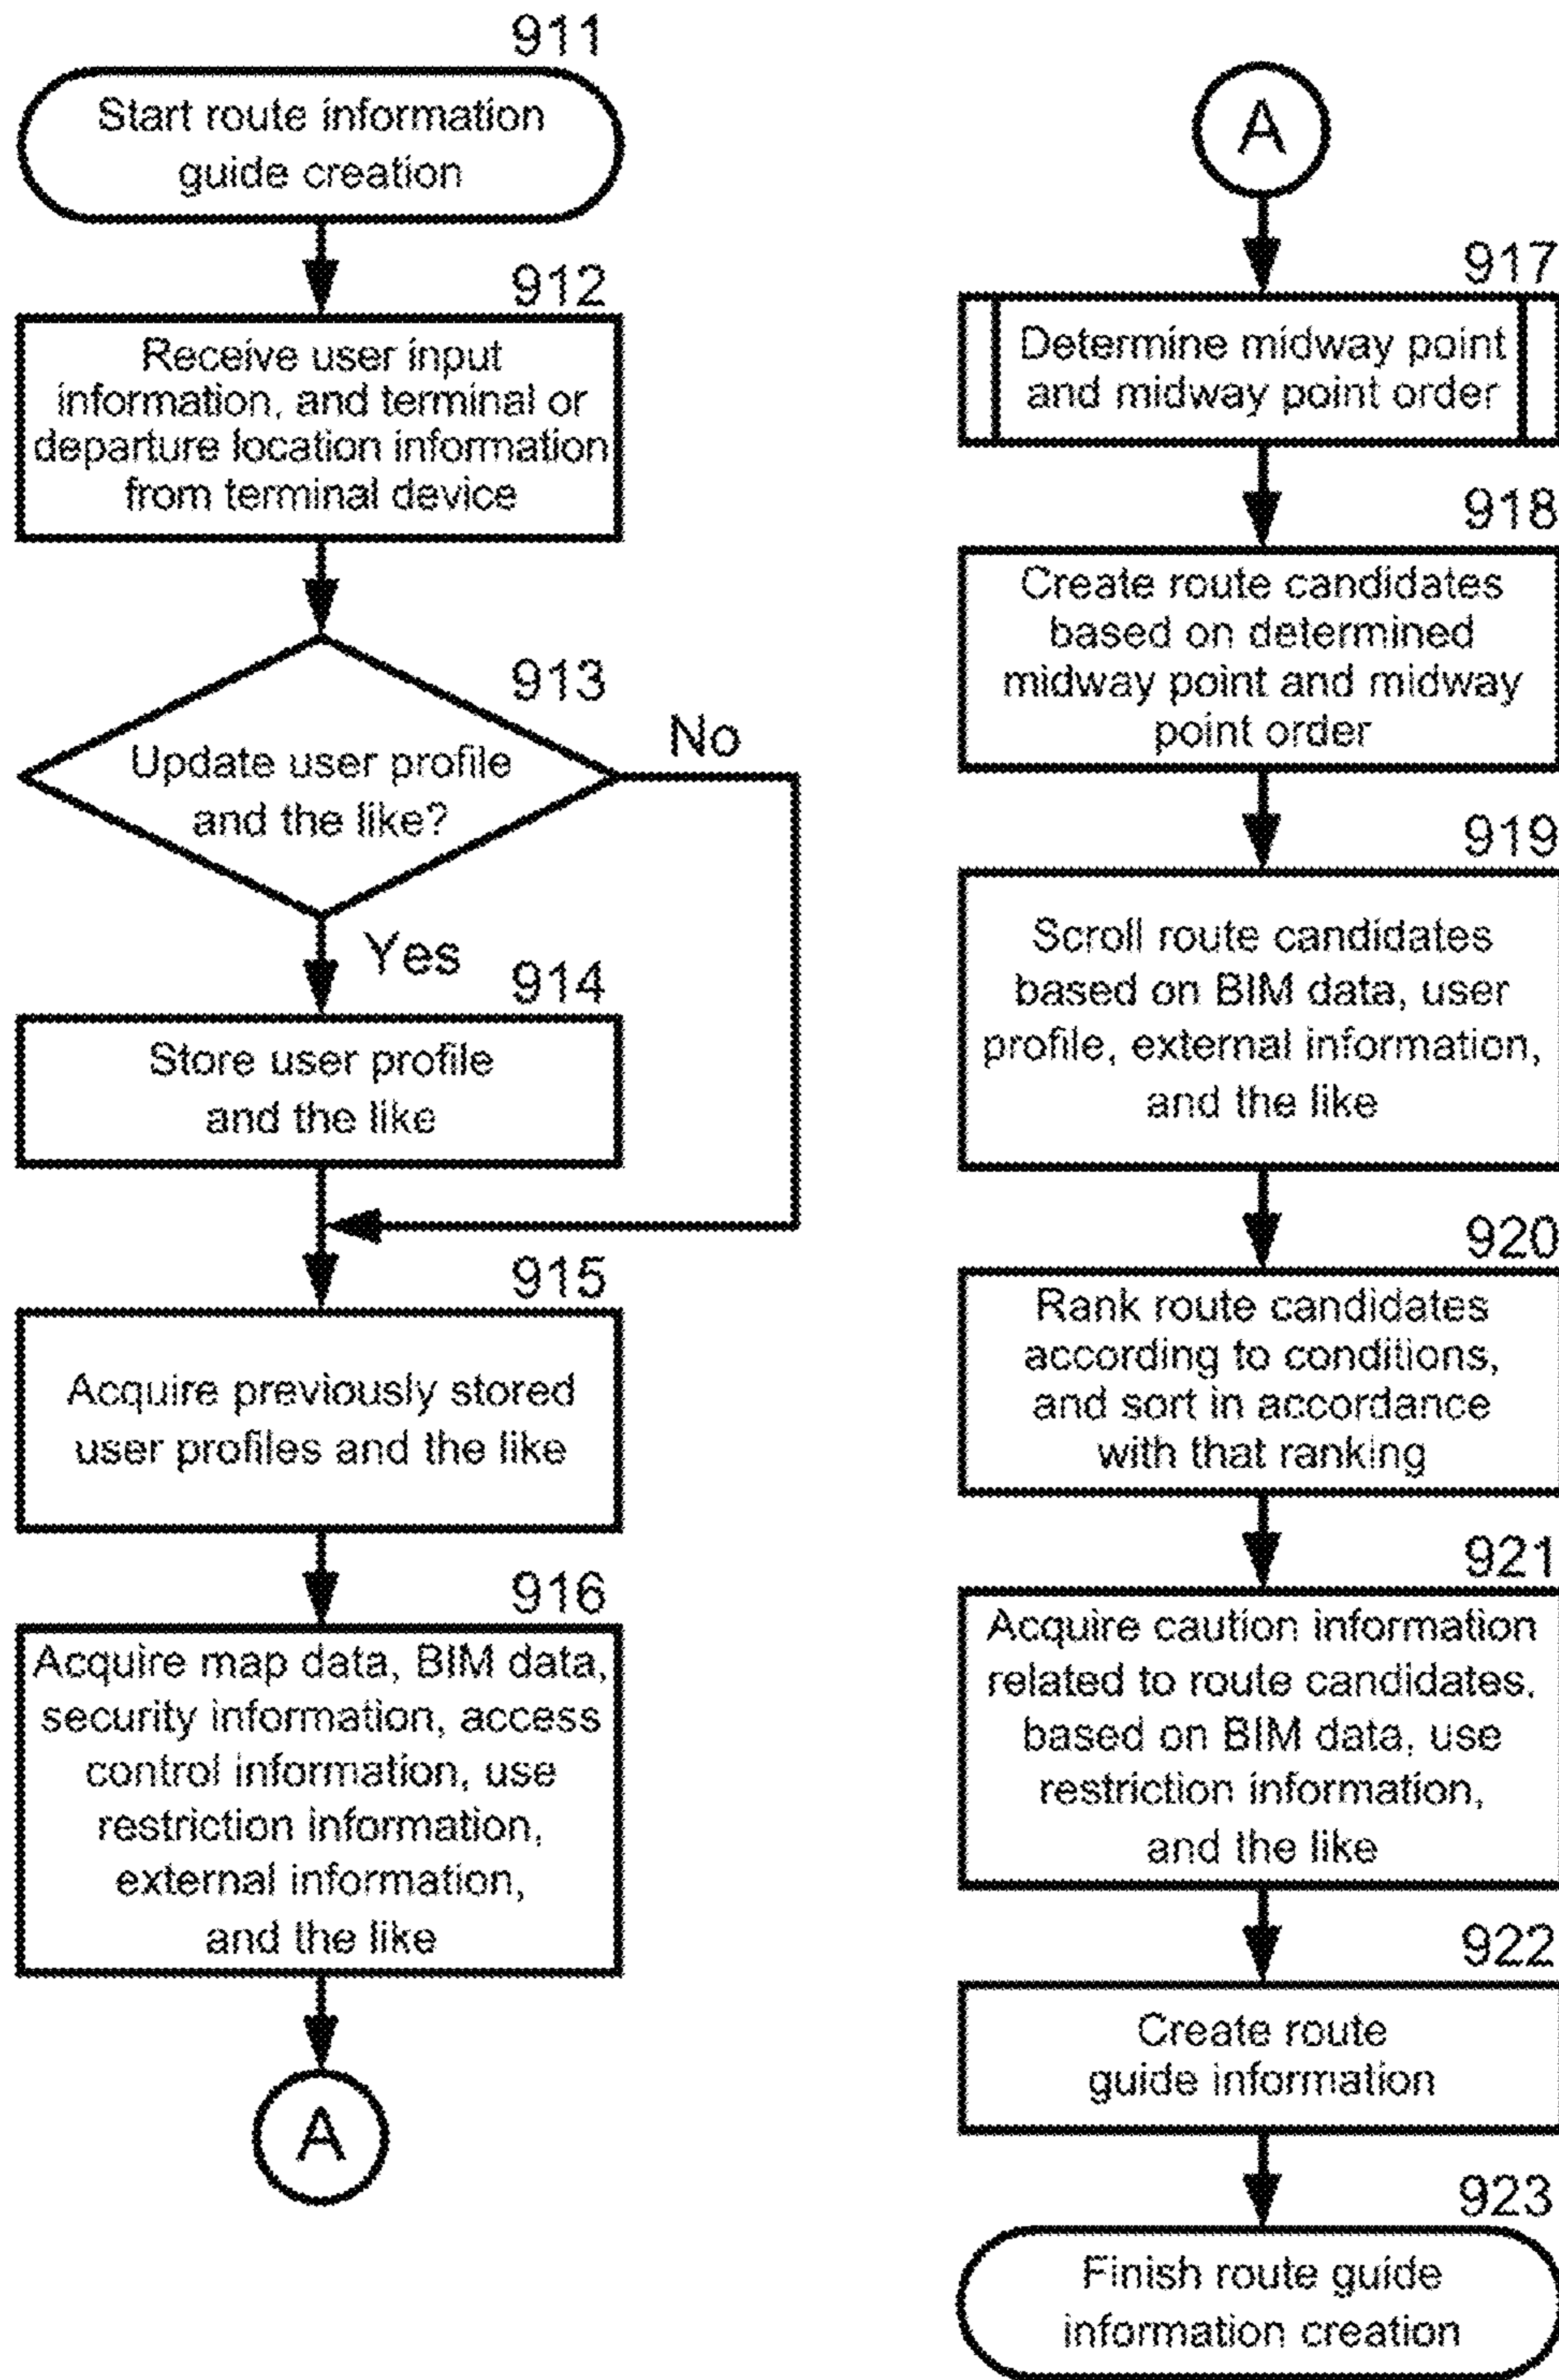 911
Start route information
guide creation
912
Receive user input
information, and terminal or
departure location information
from terminal device
913
Update user profile
and the like?
No
Yes
914
Store user profile
and the like
915
Acquire previously stored
user profiles and the like
916
Acquire map data, BIM data,
security information, access
control information, use
restriction information,
external information,
and the like
A
A
917
Determine midway point
and midway point order
918
Create route candidates
based on determined
midway point and midway
point order
919
Scroll route candidates
based on BIM data, user
profile, external information,
and the like
920
Rank route candidates
according to conditions,
and sort in accordance
with that ranking
921
Acquire caution information
related to route candidates.
based on BIM data, use
restriction information,
and the like
922
Create route
guide information
923
Finish route guide
information creation